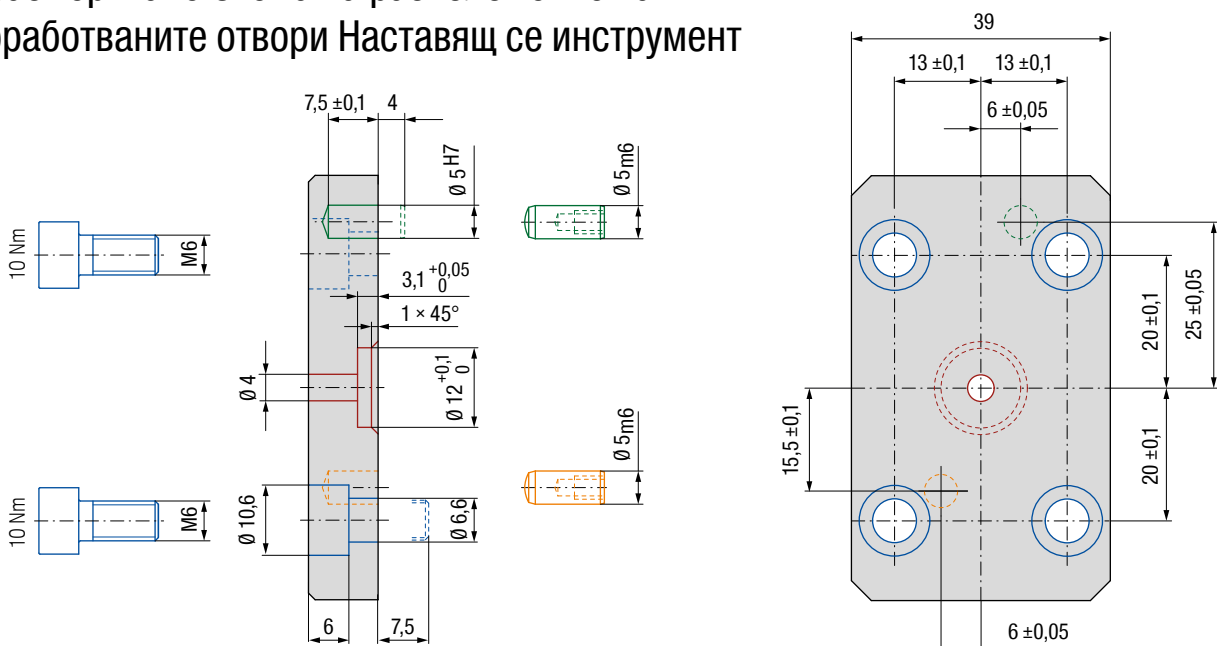 оработваните отвори Наставящ се инструмент
39
13 ±0,1 13 ±0,1
6 ±0,05
7,5 ±0,1 4
Ø 5H7
Ø 5m6
10 Nm
M6
3,1 +0,05 0
1 × 45°
20 ±0,1
25 ±0,05
Ø 4
Ø 12 +0,1 0
15,5 ±0,1
20 ±0,1
Ø 5m6
10 Nm
M6
Ø 10,6
Ø 6,6
6 7,5
6 ±0,05